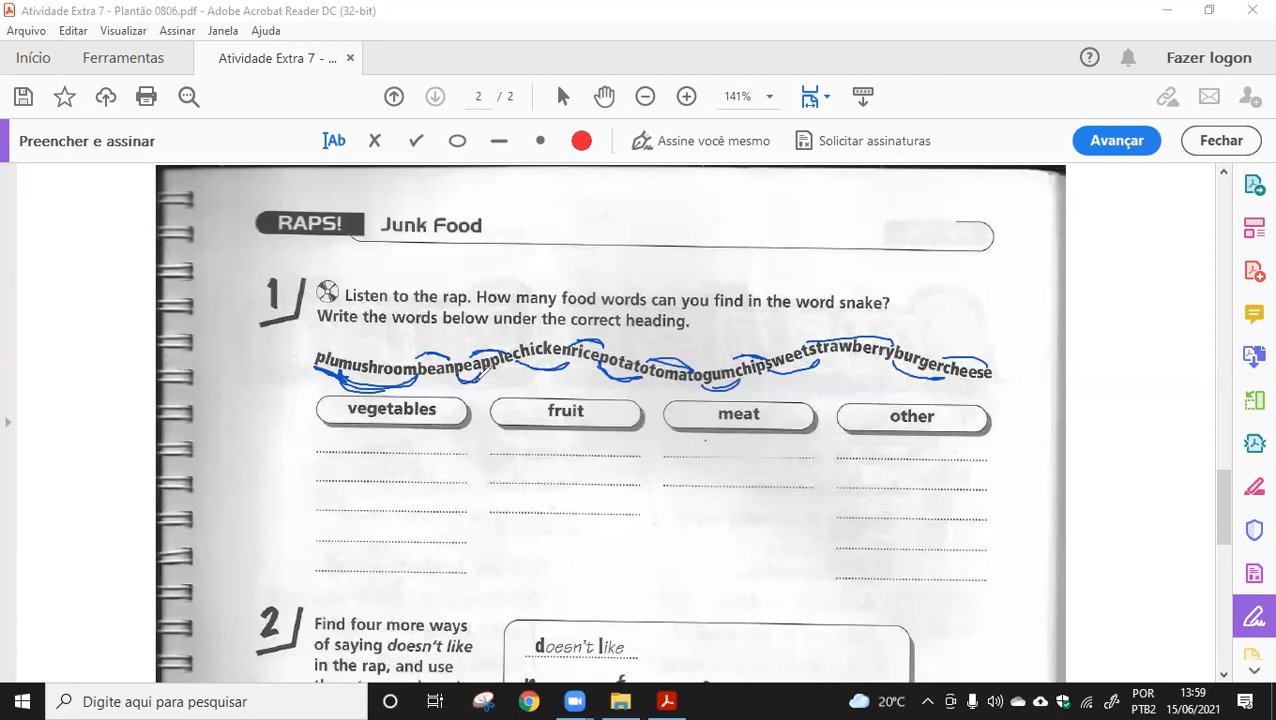 Atividade Extra 7 - Plantão 0806.pdf - Adobe Acrobat Reader DC (32-bit)
Arquivo Editar Visualizar Assinar Janela Ajuda
Início Ferramentas Atividade Extra 7 - ... × Fazer logon
2 / 2 141%
Preencher e assinar Ab Assine você mesmo Solicitar assinaturas Avançar Fechar
RAPS! Junk Food
1 Listen to the rap. How many food words can you find in the word snake?
Write the words below under the correct heading.
plumushroombeanpeapplechickenricepotatotomatogumchipsweetstrawberryburgercheese
vegetables fruit meat other
2 Find four more ways
of saying doesn't like
in the rap, and use
doesn't like
Digite aqui para pesquisar 20°C POR 13:59
PTB2 15/06/2021